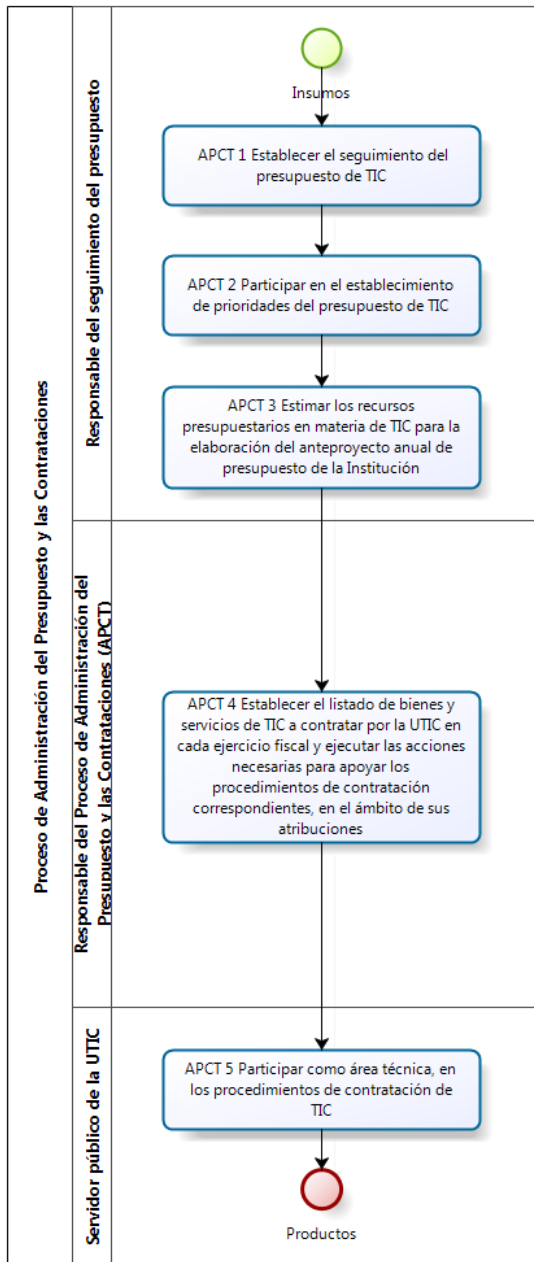 Proceso de Administración del Presupuesto y las Contrataciones
Responsable del seguimiento del presupuesto
Insumos
APCT 1 Establecer el seguimiento del
presupuesto de TIC
APCT 2 Participar en el establecimiento
de prioridades del presupuesto de TIC
APCT 3 Estimar los recursos
presupuestarios en materia de TIC para la
elaboración del anteproyecto anual de
presupuesto de la Institución
Responsable del Proceso de Administración del
Presupuesto y las Contrataciones (APCT)
APCT 4 Establecer el listado de bienes y
servicios de TIC a contratar por la UTIC en
cada ejercicio fiscal y ejecutar las acciones
necesarias para apoyar los
procedimientos de contratación
correspondientes, en el ámbito de sus
atribuciones
Servidor público de la UTIC
APCT 5 Participar como área técnica, en
los procedimientos de contratación de
TIC
Productos